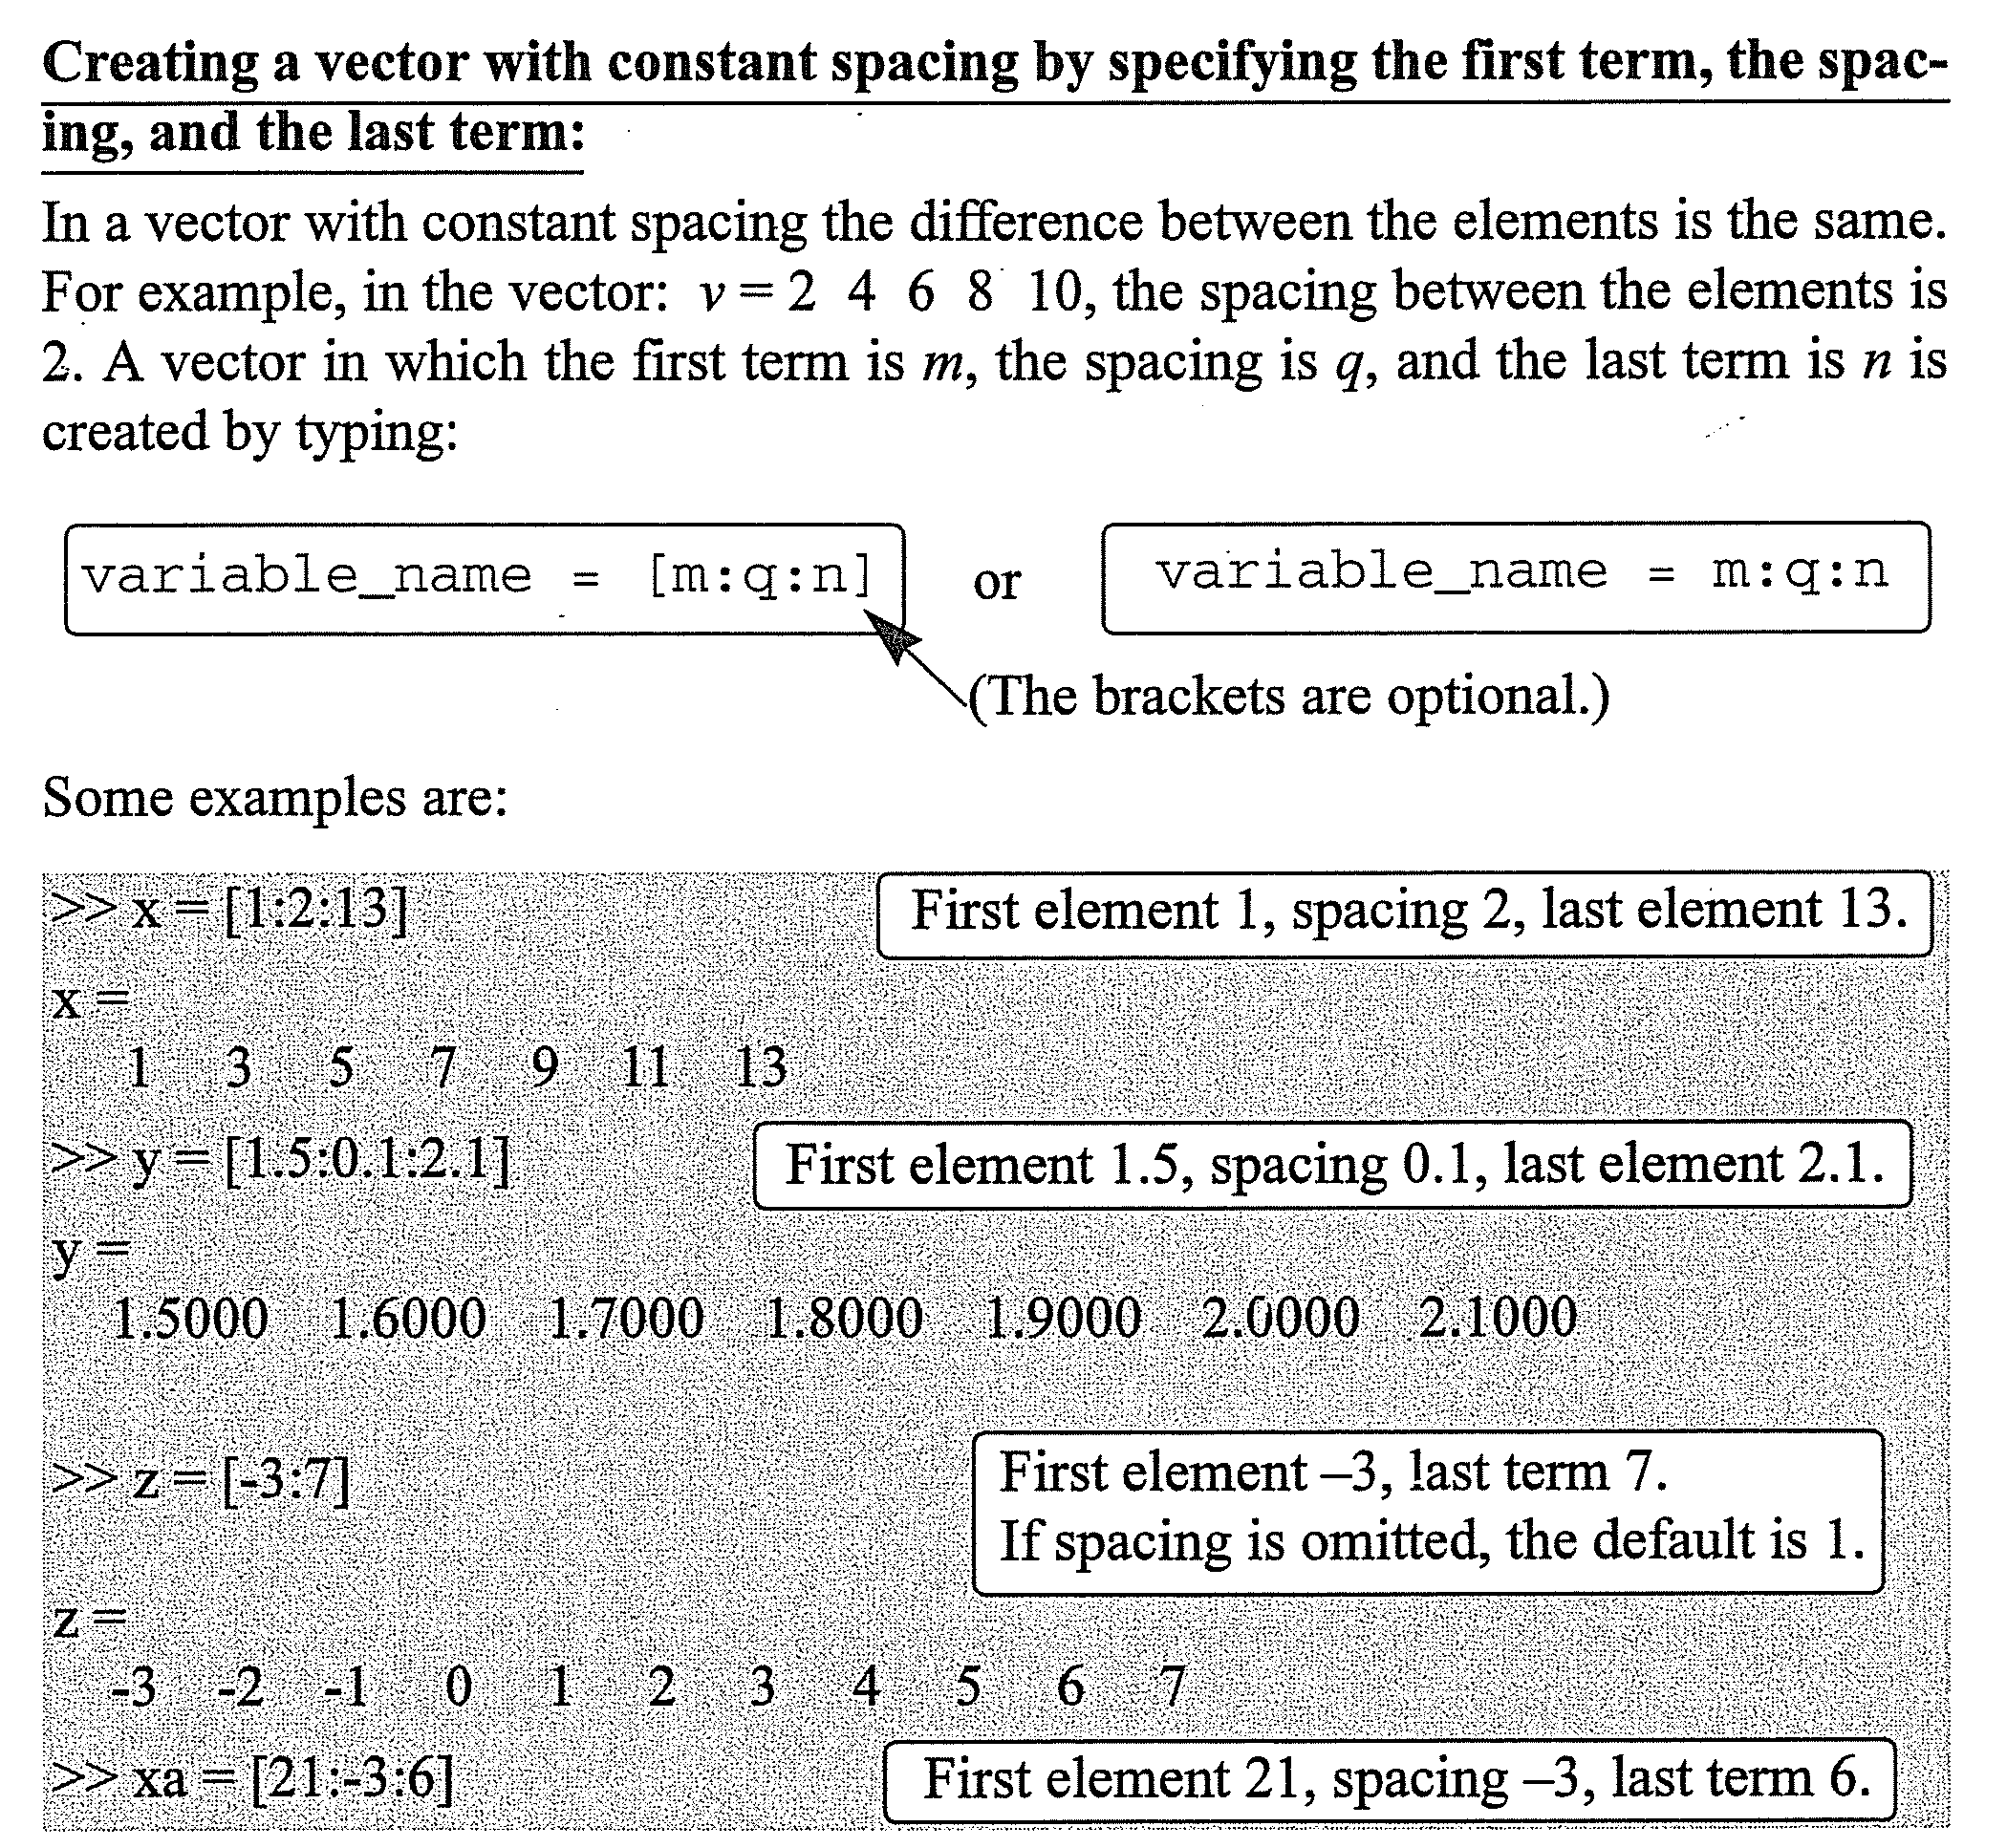 Creating a vector with constant spacing by specifying the first term, the spac-
ing, and the last term:
In a vector with constant spacing the difference between the elements is the same.
For example, in the vector: v = 2 4 6 8 10, the spacing between the elements is
2. A vector in which the first term is m, the spacing is q, and the last term is n is
created by typing:
variable_name = [m:q:n] or variable_name = m:q:n
(The brackets are optional.)
Some examples are:
>> x = [1:2:13] First element 1, spacing 2, last element 13.
x =
1 3 5 7 9 11 13
>> y = [1.5:0.1:2.1] First element 1.5, spacing 0.1, last element 2.1.
y =
1.5000 1.6000 1.7000 1.8000 1.9000 2.0000 2.1000
>> z = [-3:7] First element –3, last term 7.
If spacing is omitted, the default is 1.
z =
-3 -2 -1 0 1 2 3 4 5 6 7
>> xa = [21:-3:6] First element 21, spacing –3, last term 6.